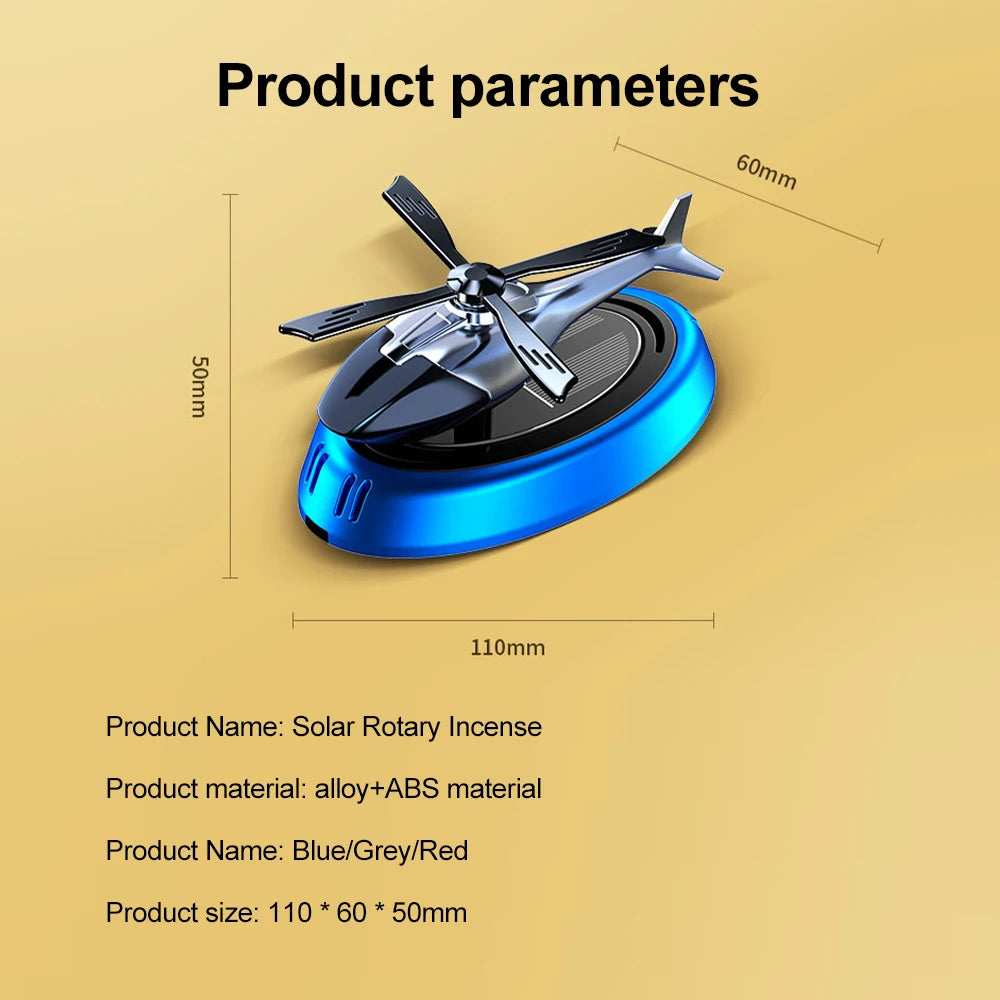 Product parameters
60mm
50mm
110mm
Product Name: Solar Rotary Incense
Product material: alloy+ABS material
Product Name: Blue/Grey/Red
Product size: 110 * 60 * 50mm